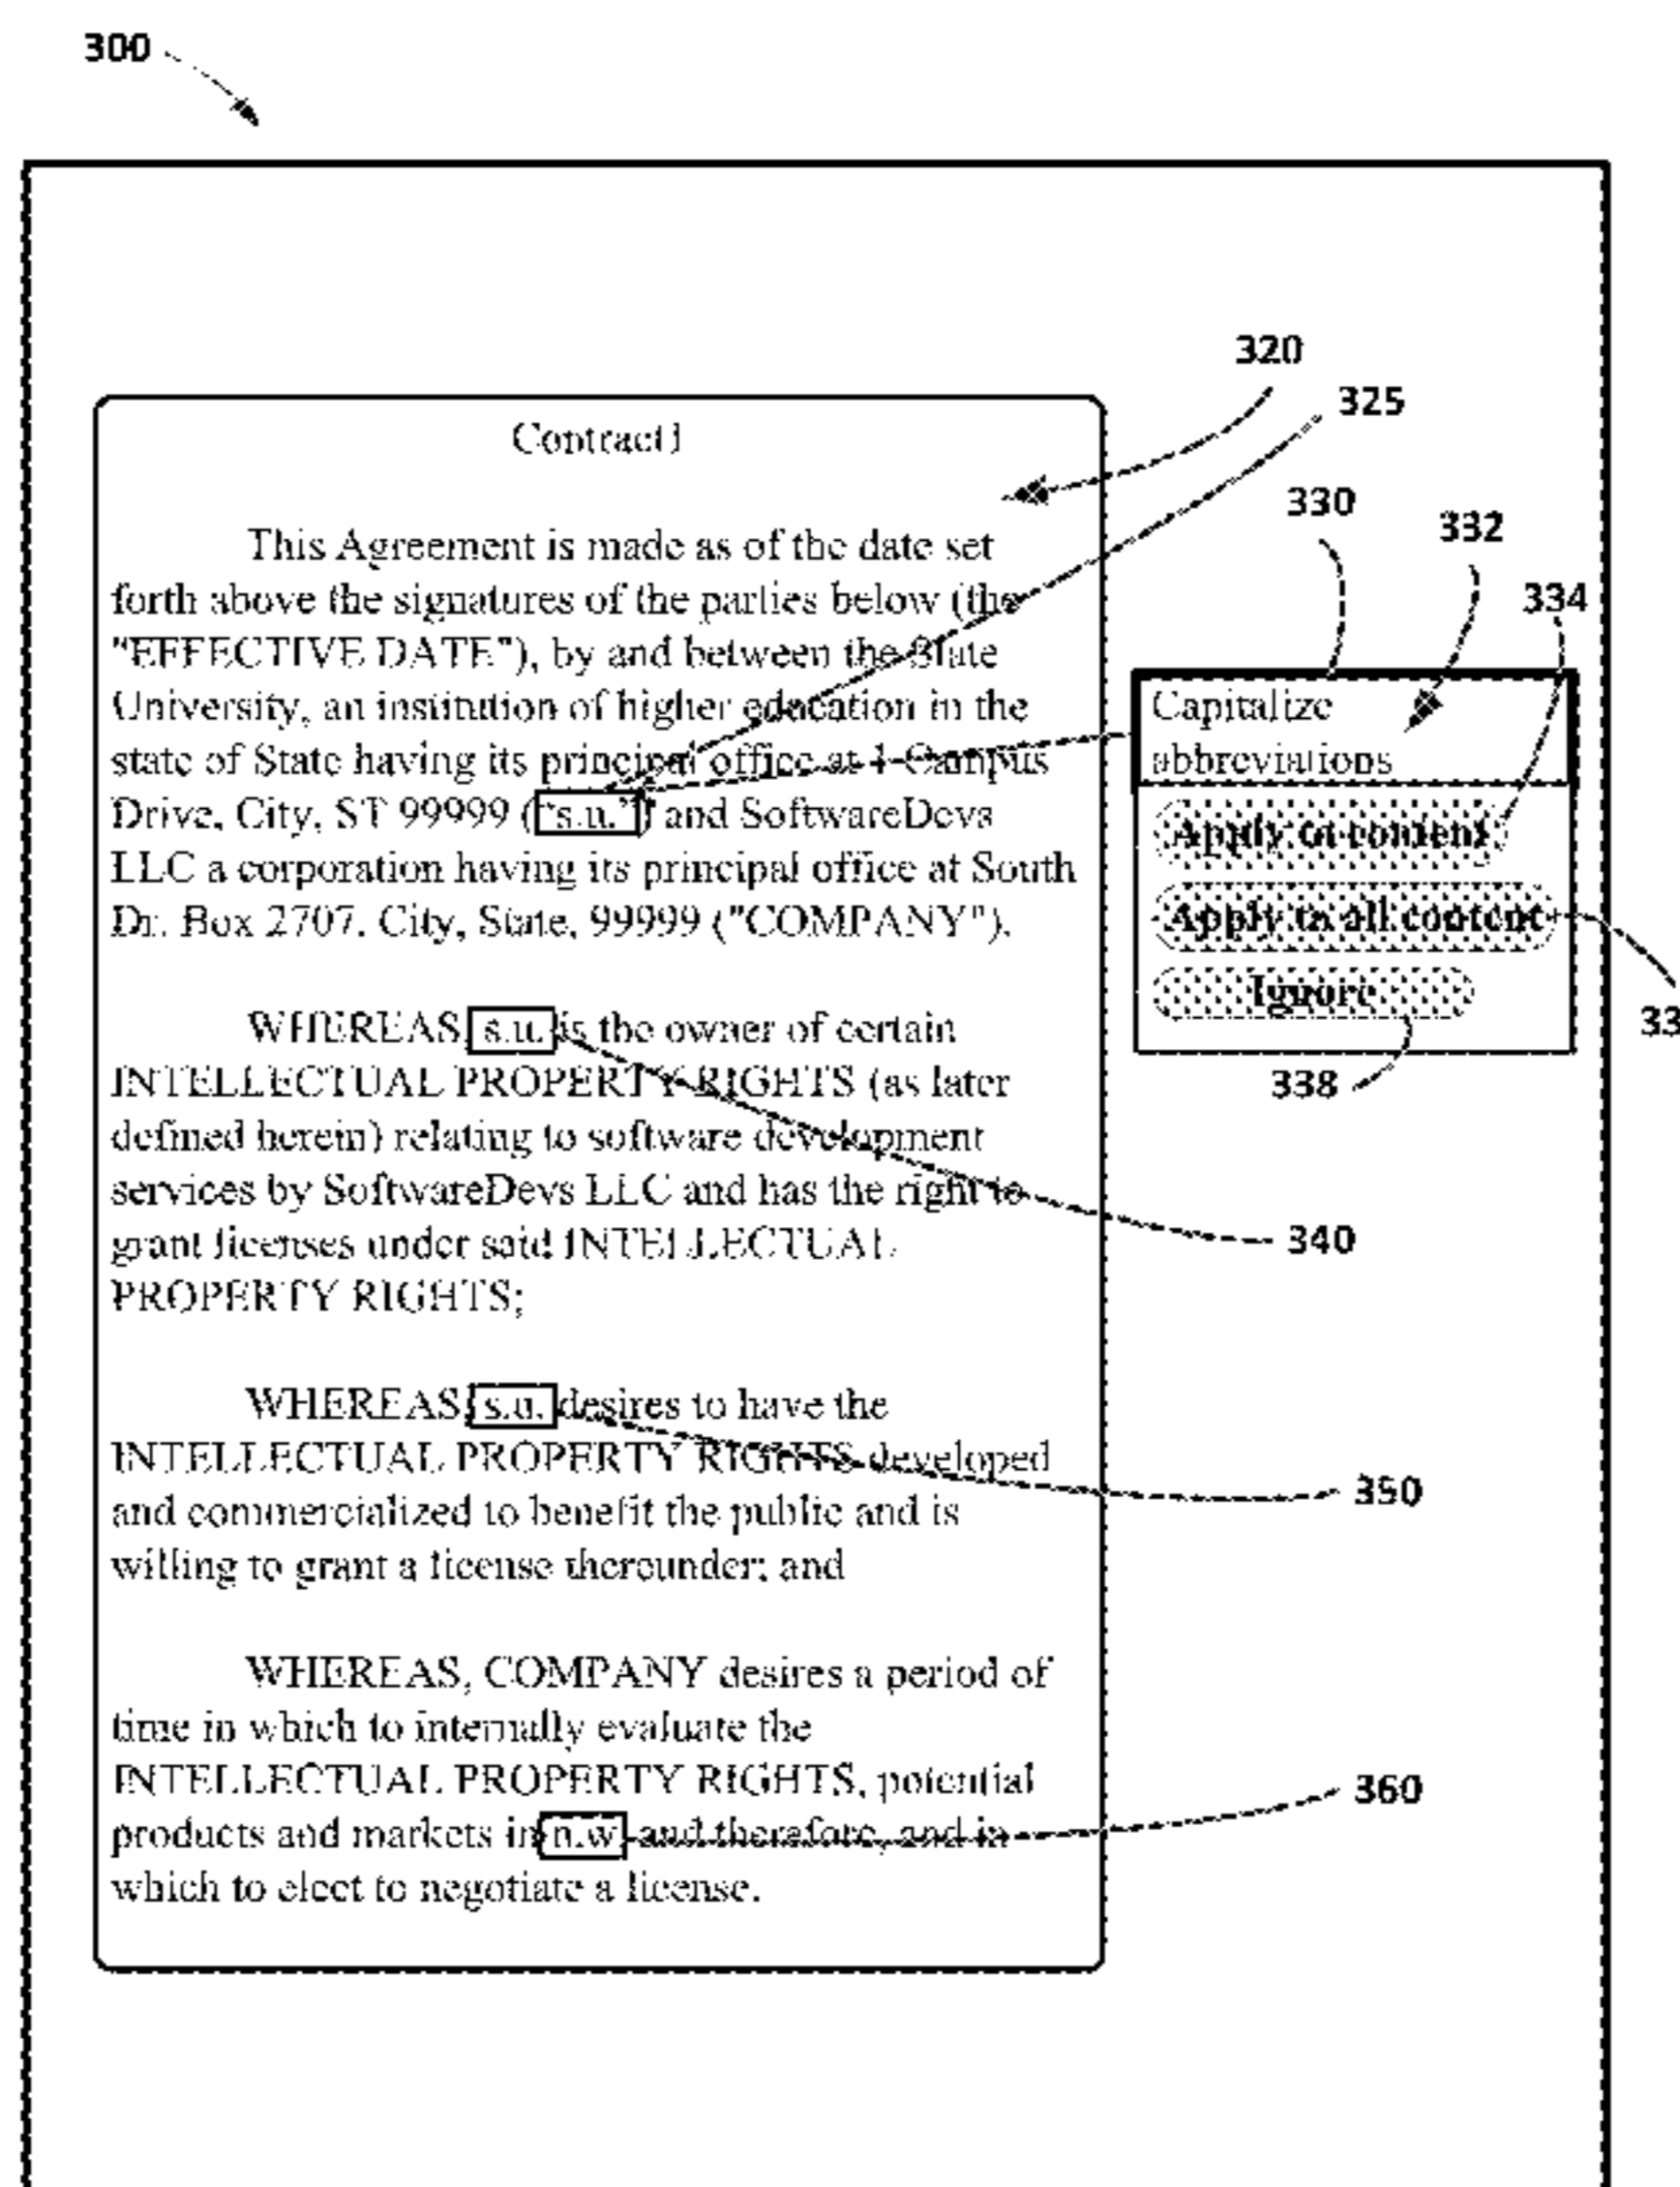 300
320
325
330
332
334
Contract1
This Agreement is made as of the date set
forth above the signatures of the parties below (the
"EFFECTIVE DATE"), by and between the State
University, an institution of higher education in the
state of State having its principal office at 1 Campus
Drive, City, ST 99999 ("s.u.") and SoftwareDevs
LLC a corporation having its principal office at South
Dr. Box 2707, City, State, 99999 ("COMPANY").
WHEREAS, s.u. is the owner of certain
INTELLECTUAL PROPERTY RIGHTS (as later
defined herein) relating to software development
services by SoftwareDevs LLC and has the right to
grant licenses under said INTELLECTUAL
PROPERTY RIGHTS;
WHEREAS, s.u. desires to have the
INTELLECTUAL PROPERTY RIGHTS developed
and commercialized to benefit the public and is
willing to grant a license thereunder; and
WHEREAS, COMPANY desires a period of
time in which to internally evaluate the
INTELLECTUAL PROPERTY RIGHTS, potential
products and markets in n.w. and therefore, and in
which to elect to negotiate a license.
Capitalize
abbreviations
Apply to content
Apply to all content
Ignore
338
340
350
360